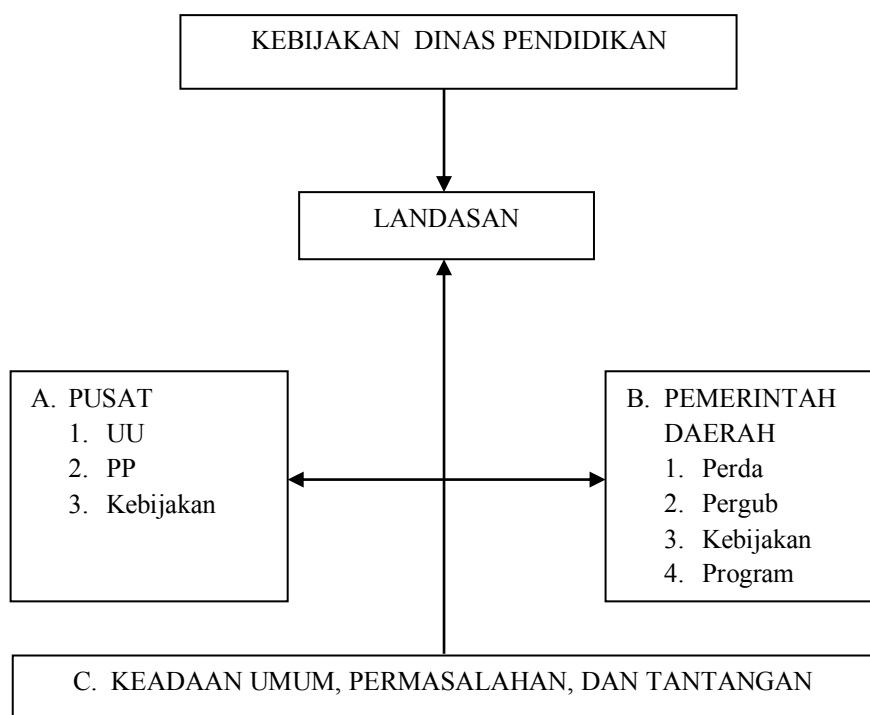 KEBIJAKAN DINAS PENDIDIKAN
LANDASAN
A. PUSAT
1. UU
2. PP
3. Kebijakan
B. PEMERINTAH
DAERAH
1. Perda
2. Pergub
3. Kebijakan
4. Program
C. KEADAAN UMUM, PERMASALAHAN, DAN TANTANGAN